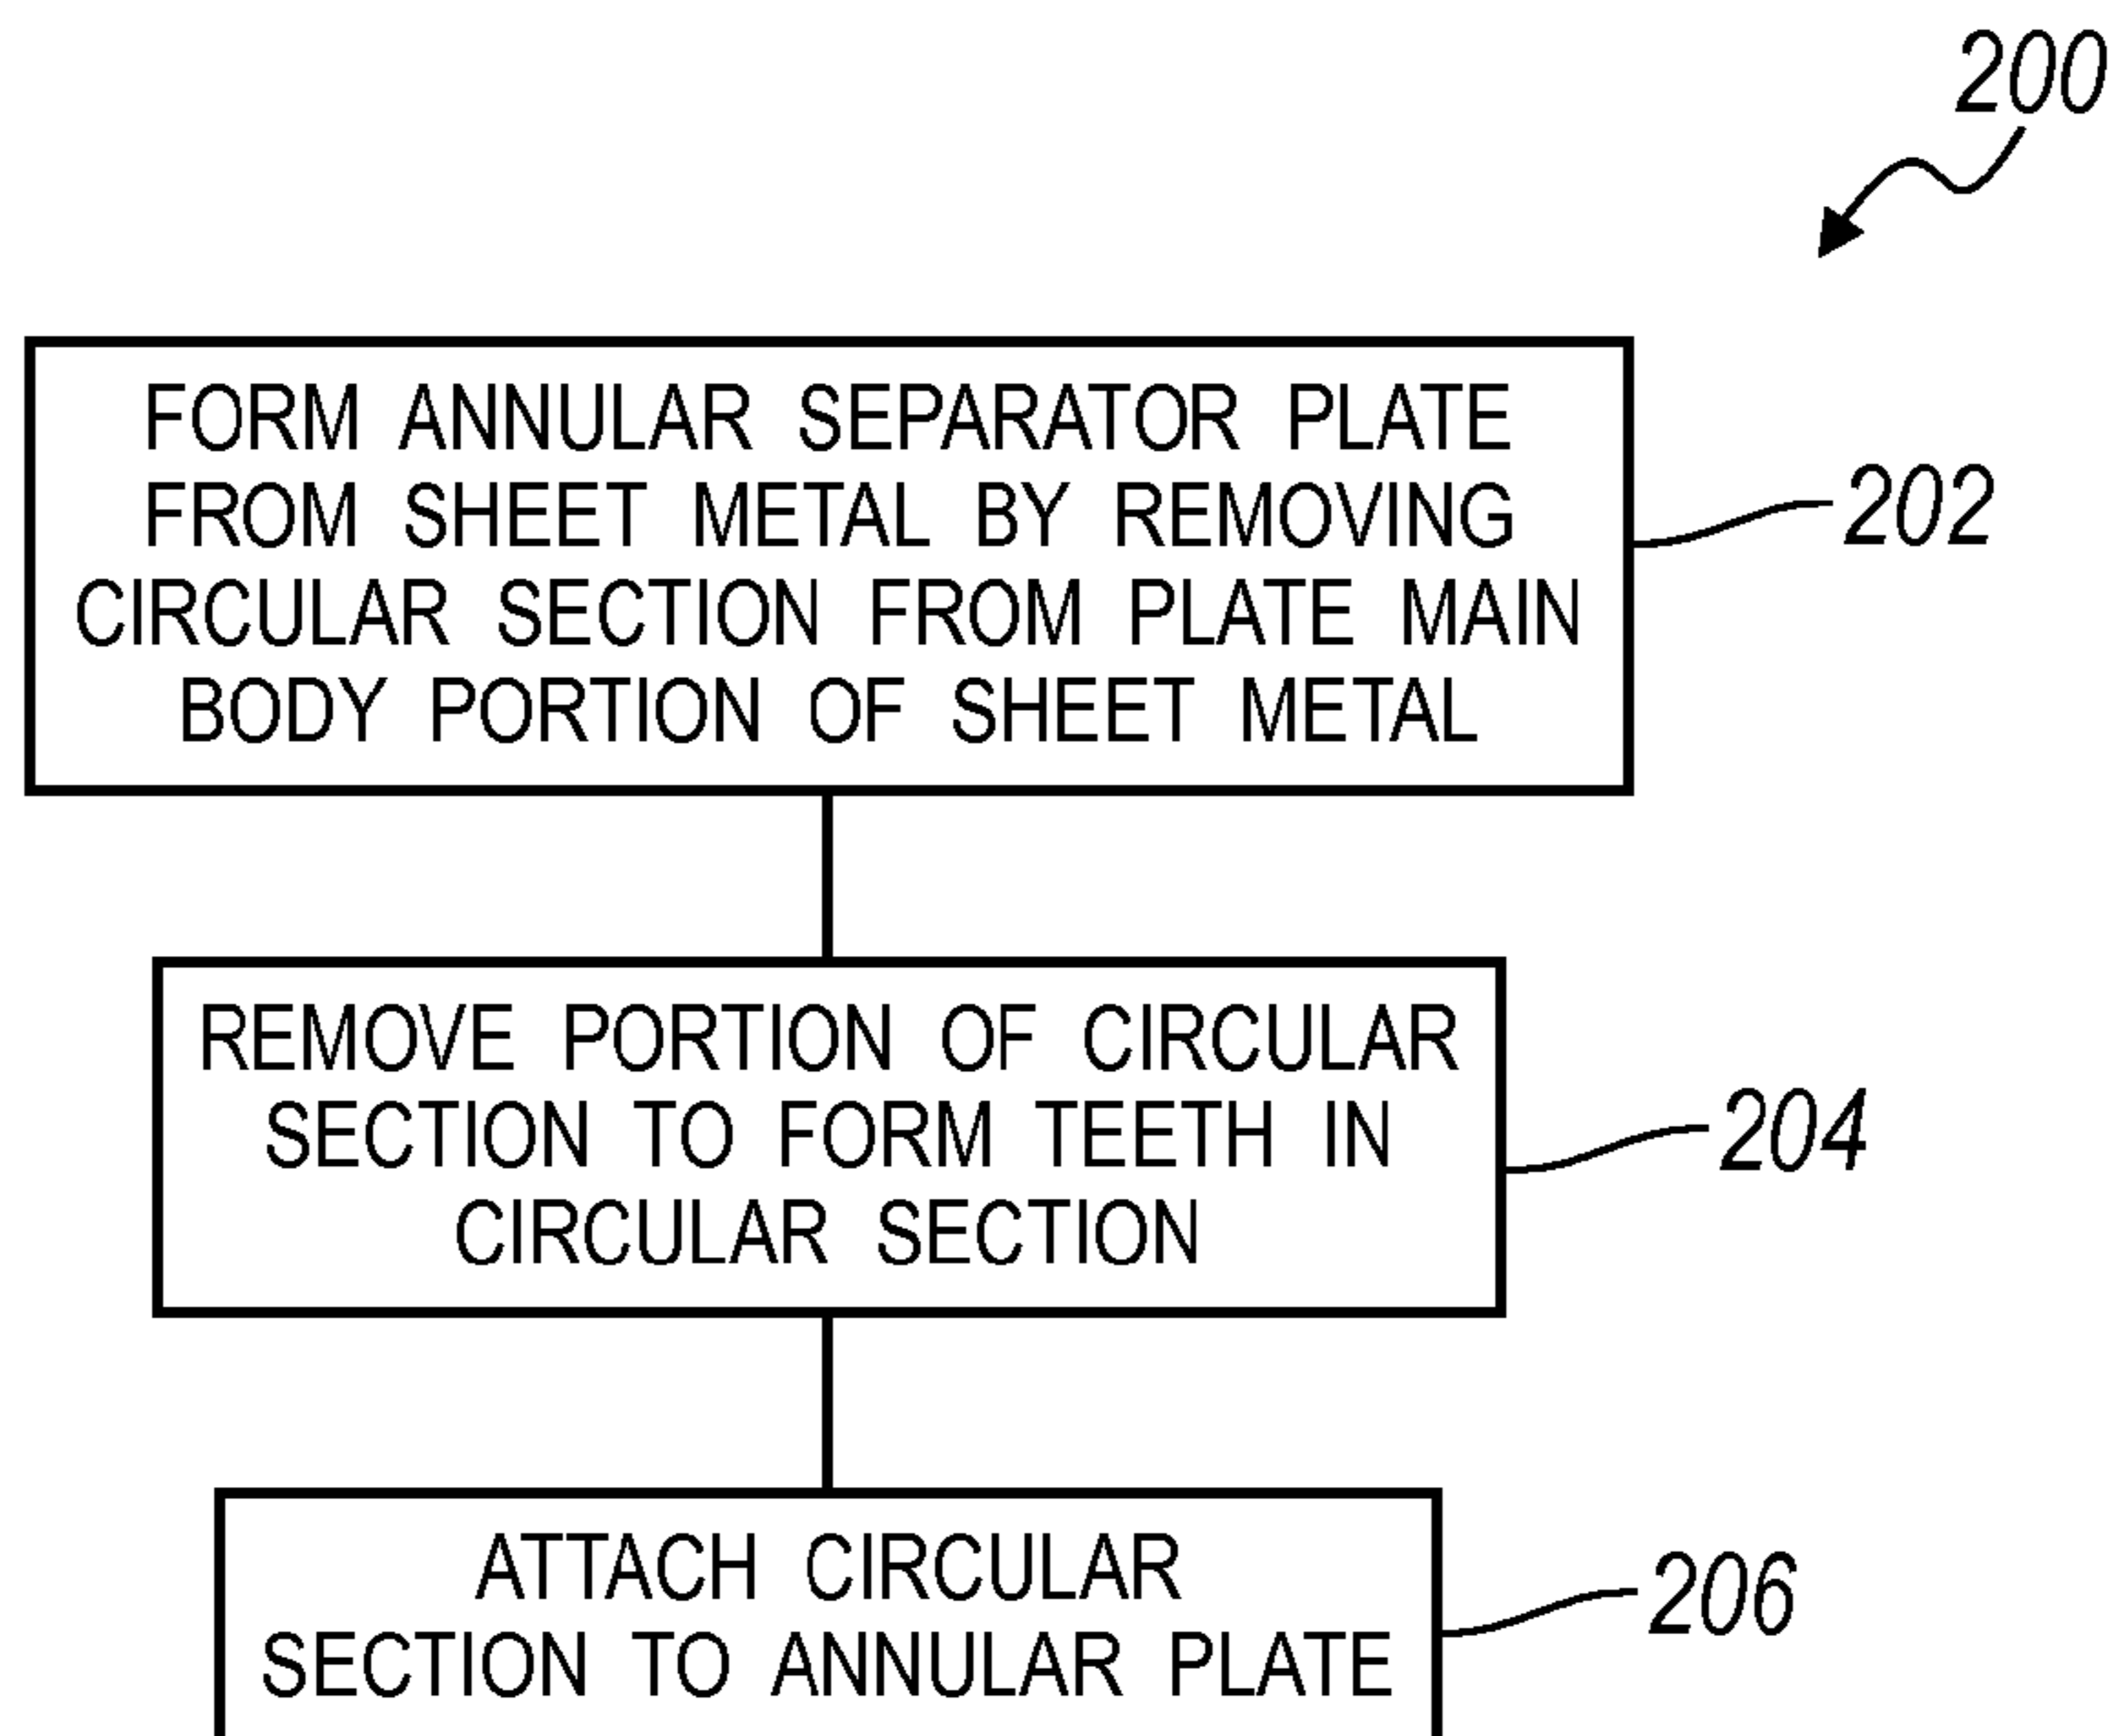 200
FORM ANNULAR SEPARATOR PLATE
FROM SHEET METAL BY REMOVING
CIRCULAR SECTION FROM PLATE MAIN
BODY PORTION OF SHEET METAL
202
REMOVE PORTION OF CIRCULAR
SECTION TO FORM TEETH IN
CIRCULAR SECTION
204
ATTACH CIRCULAR
SECTION TO ANNULAR PLATE
206